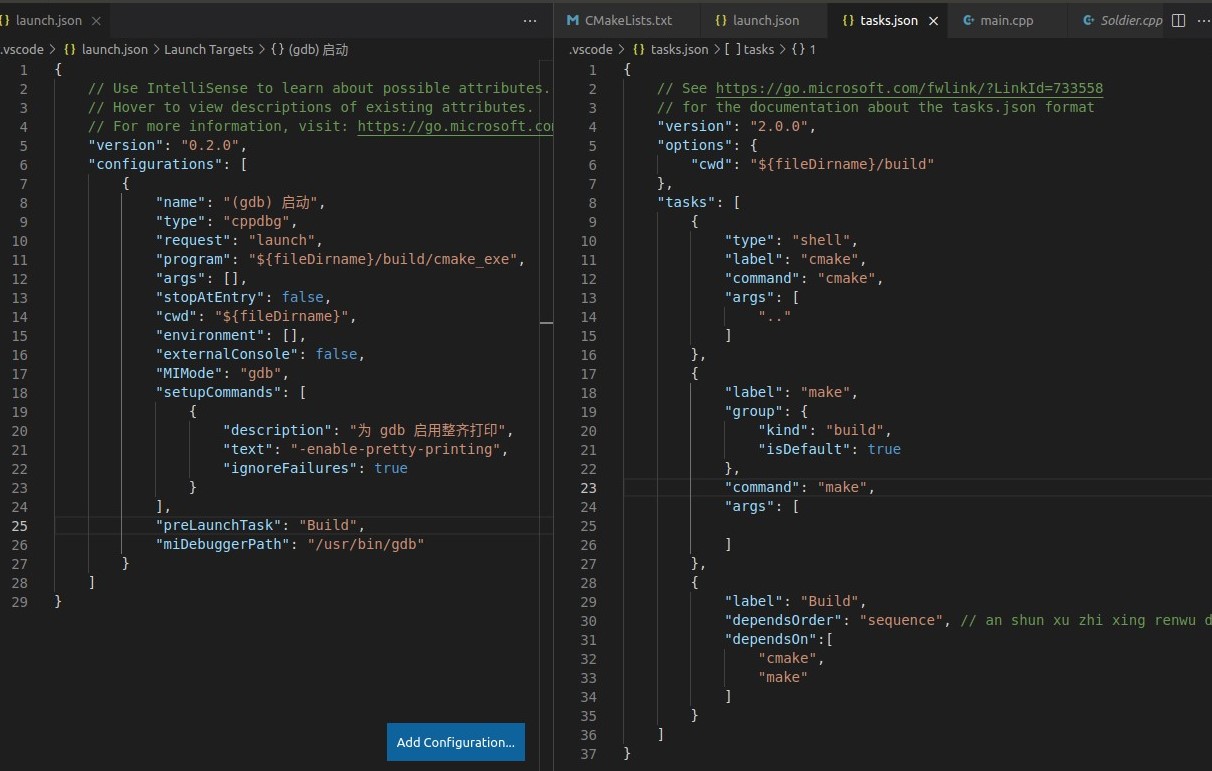 launch.json
.vscode > launch.json > Launch Targets > {} (gdb) 启动
1 {
2 // Use IntelliSense to learn about possible attributes.
3 // Hover to view descriptions of existing attributes.
4 // For more information, visit: https://go.microsoft.co
5 "version": "0.2.0",
6 "configurations": [
7 {
8 "name": "(gdb) 启动",
9 "type": "cppdbg",
10 "request": "launch",
11 "program": "${fileDirname}/build/cmake_exe",
12 "args": [],
13 "stopAtEntry": false,
14 "cwd": "${fileDirname}",
15 "environment": [],
16 "externalConsole": false,
17 "MIMode": "gdb",
18 "setupCommands": [
19 {
20 "description": "为 gdb 启用整齐打印",
21 "text": "-enable-pretty-printing",
22 "ignoreFailures": true
23 }
24 ],
25 "preLaunchTask": "Build",
26 "miDebuggerPath": "/usr/bin/gdb"
27 }
28 ]
29 }
Add Configuration...
CMakeLists.txt launch.json tasks.json main.cpp Soldier.cpp
.vscode > {} tasks.json > [ ] tasks > {} 1
1 {
2 // See https://go.microsoft.com/fwlink/?LinkId=733558
3 // for the documentation about the tasks.json format
4 "version": "2.0.0",
5 "options": {
6 "cwd": "${fileDirname}/build"
7 },
8 "tasks": [
9 {
10 "type": "shell",
11 "label": "cmake",
12 "command": "cmake",
13 "args": [
14 ".."
15 ]
16 },
17 {
18 "label": "make",
19 "group": {
20 "kind": "build",
21 "isDefault": true
22 },
23 "command": "make",
24 "args": [
25
26 ]
27 },
28 {
29 "label": "Build",
30 "dependsOrder": "sequence", // an shun xu zhi xing renwu d
31 "dependsOn":[
32 "cmake",
33 "make"
34 ]
35 }
36 ]
37 }